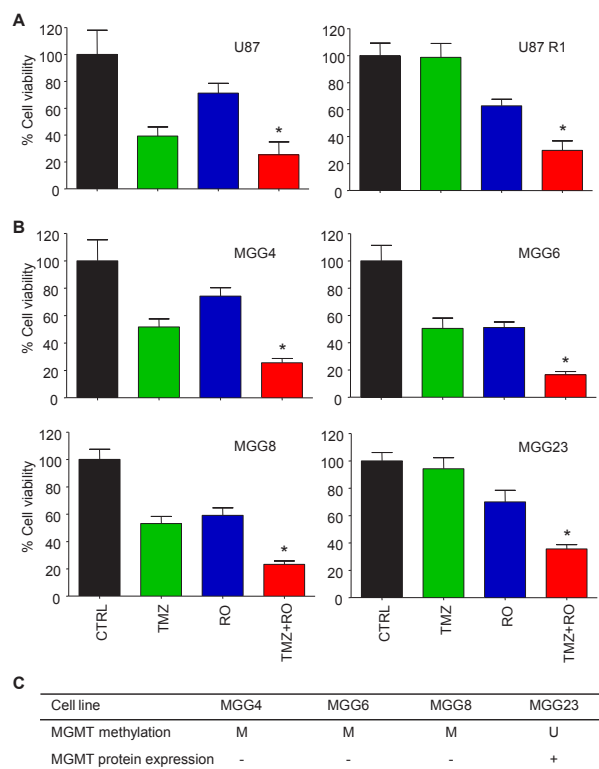 A
U87
U87 R1
% Cell viability
120
100
80
60
40
20
0
*
120
100
80
60
40
20
0
*
B
MGG4
MGG6
% Cell viability
120
100
80
60
40
20
0
*
120
100
80
60
40
20
0
*
MGG8
MGG23
% Cell viability
120
100
80
60
40
20
0
*
CTRL
TMZ
RO
TMZ+RO
120
100
80
60
40
20
0
*
CTRL
TMZ
RO
TMZ+RO
C
Cell line MGG4 MGG6 MGG8 MGG23
MGMT methylation M M M U
MGMT protein expression - - - +